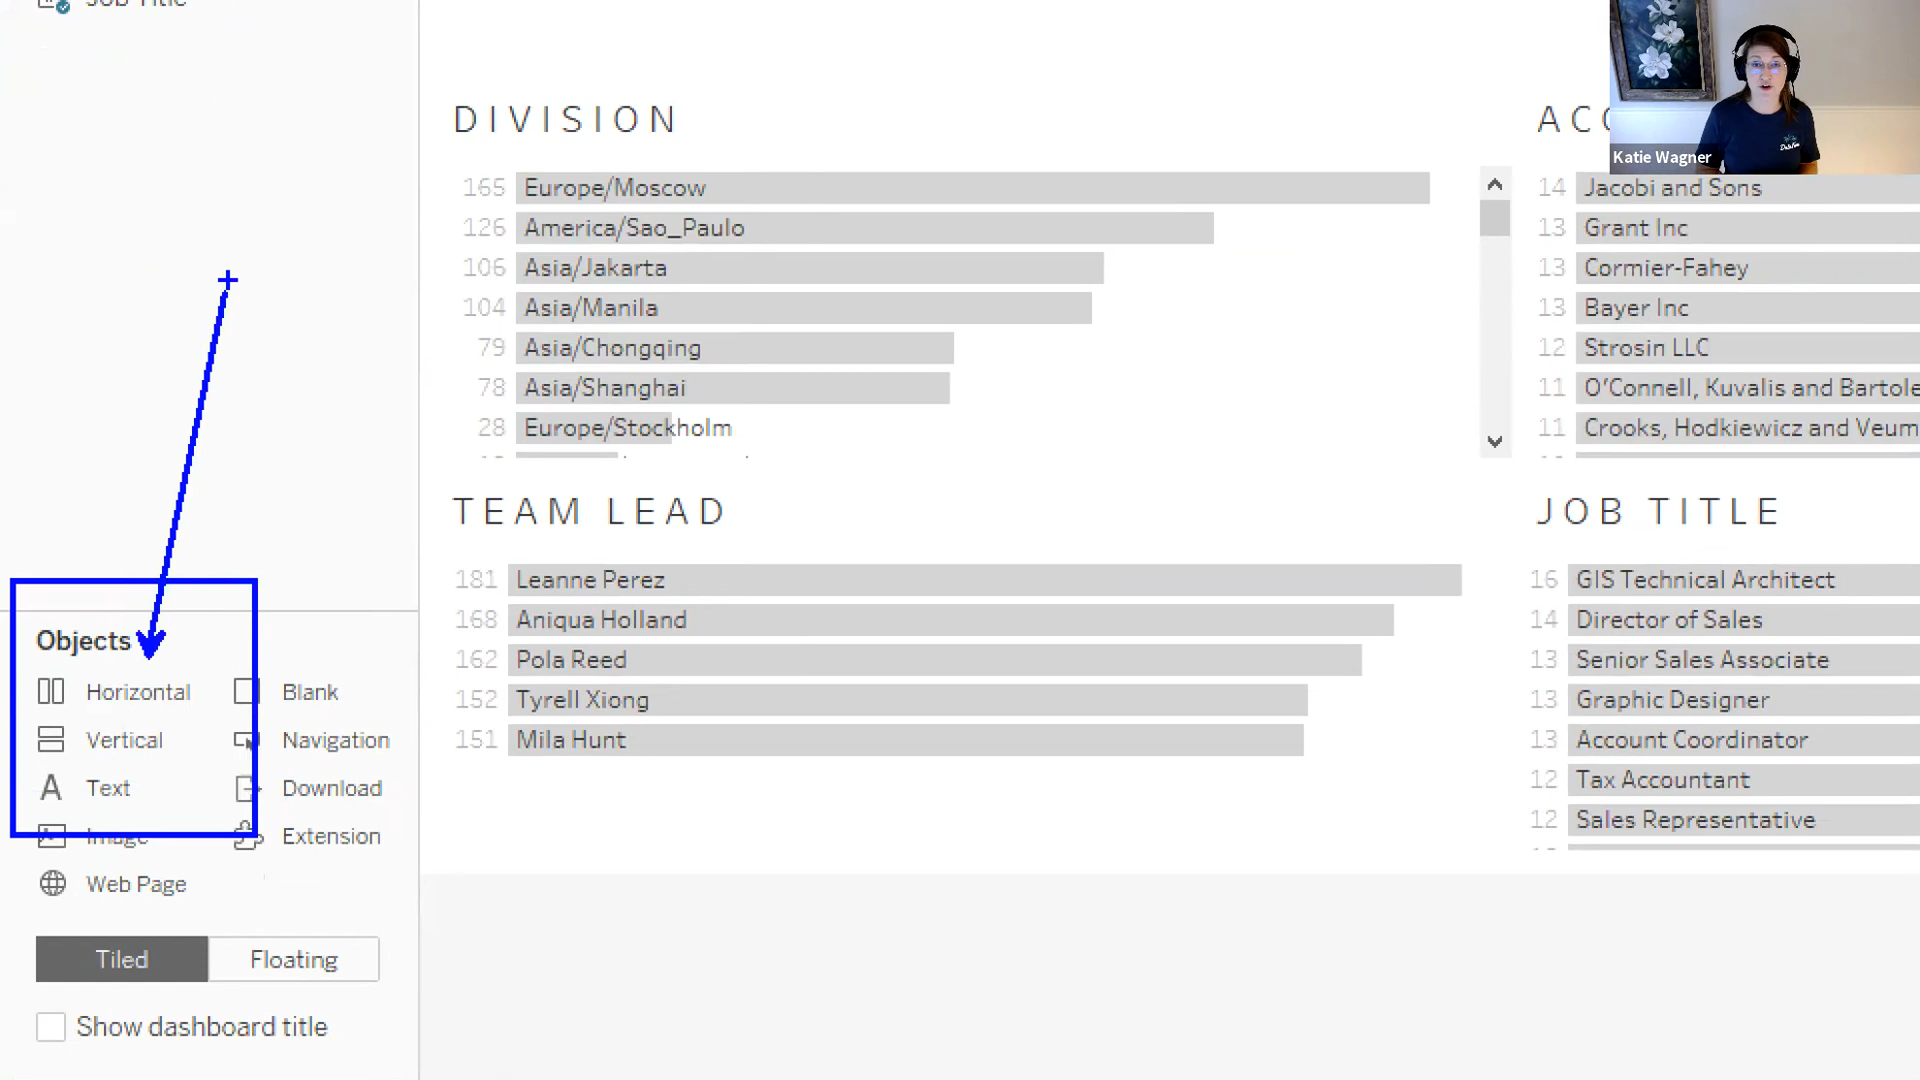 Job Title
DIVISION
165 Europe/Moscow
126 America/Sao_Paulo
106 Asia/Jakarta
104 Asia/Manila
79 Asia/Chongqing
78 Asia/Shanghai
28 Europe/Stockholm
Katie Wagner
14 Jacobi and Sons
13 Grant Inc
13 Cormier-Fahey
13 Bayer Inc
12 Strosin LLC
11 O'Connell, Kuvalis and Bartole
11 Crooks, Hodkiewicz and Veum
TEAM LEAD
181 Leanne Perez
168 Aniqua Holland
162 Pola Reed
152 Tyrell Xiong
151 Mila Hunt
JOB TITLE
16 GIS Technical Architect
14 Director of Sales
13 Senior Sales Associate
13 Graphic Designer
13 Account Coordinator
12 Tax Accountant
12 Sales Representative
Objects
Horizontal Blank
Vertical Navigation
Text Download
Image Extension
Web Page
Tiled Floating
Show dashboard title